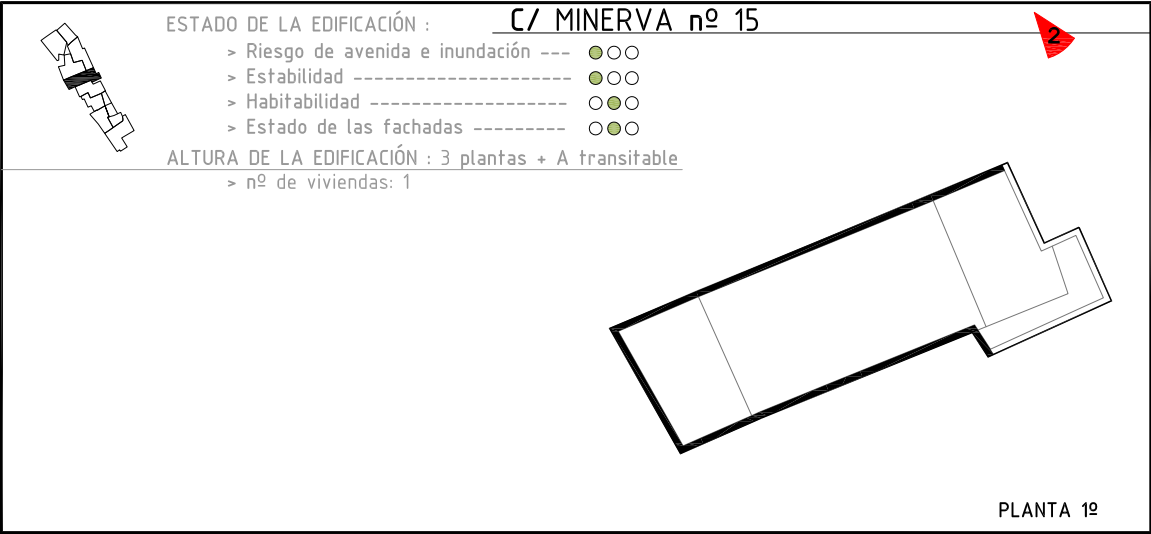 C/ MINERVA nº 15
2
ESTADO DE LA EDIFICACIÓN :
> Riesgo de avenida e inundación ---
> Estabilidad ---------------------
> Habitabilidad -------------------
> Estado de las fachadas ---------
ALTURA DE LA EDIFICACIÓN : 3 plantas + A transitable
> nº de viviendas: 1
PLANTA 1º